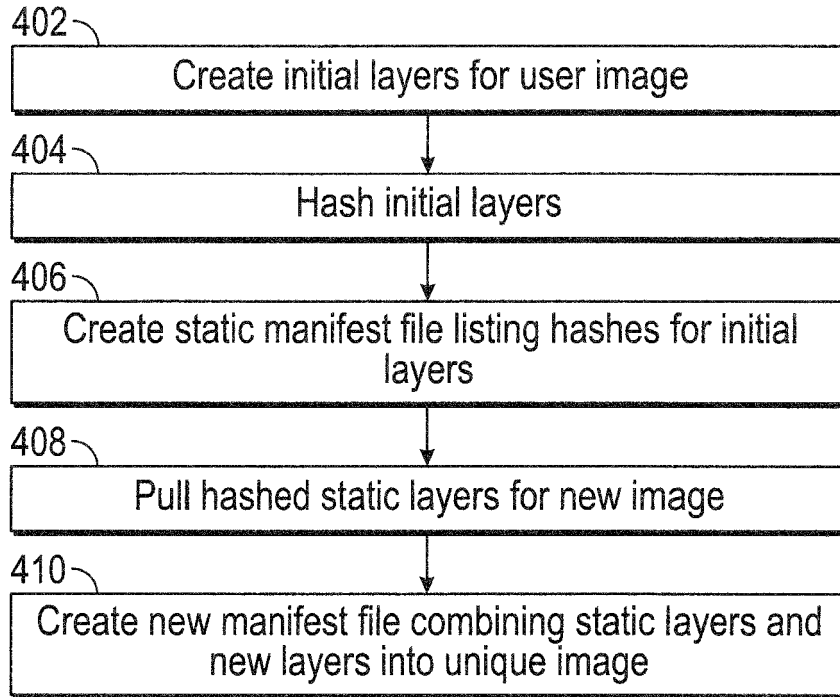 402
Create initial layers for user image
404
Hash initial layers
406
Create static manifest file listing hashes for initial
layers
408
Pull hashed static layers for new image
410
Create new manifest file combining static layers and
new layers into unique image